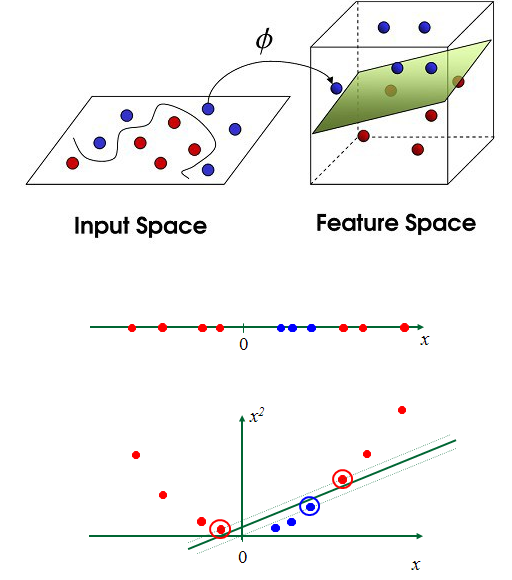 ϕ
Input Space
Feature Space
0
x
x²
0
x